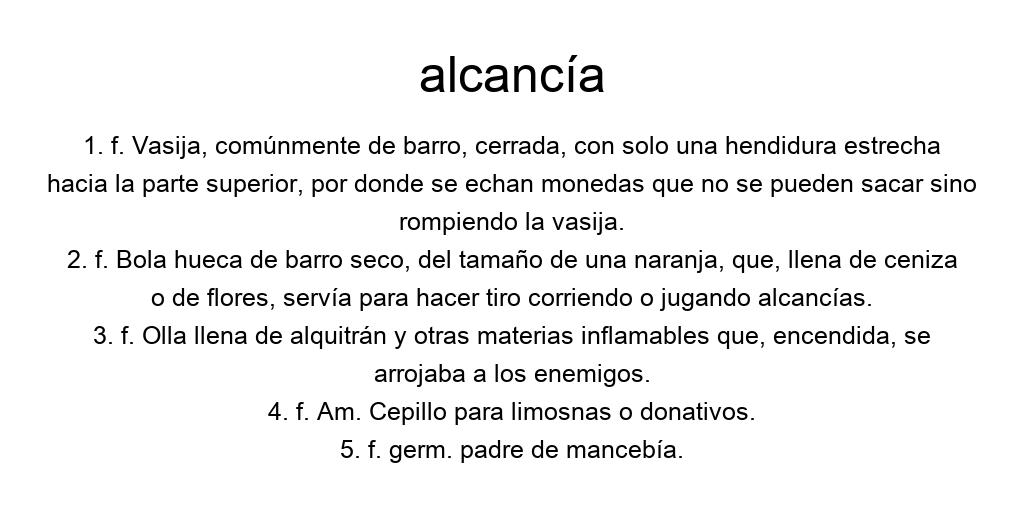 alcancía
1. f. Vasija, comúnmente de barro, cerrada, con solo una hendidura estrecha
hacia la parte superior, por donde se echan monedas que no se pueden sacar sino
rompiendo la vasija.
2. f. Bola hueca de barro seco, del tamaño de una naranja, que, llena de ceniza
o de flores, servía para hacer tiro corriendo o jugando alcancías.
3. f. Olla llena de alquitrán y otras materias inflamables que, encendida, se
arrojaba a los enemigos.
4. f. Am. Cepillo para limosnas o donativos.
5. f. germ. padre de mancebía.